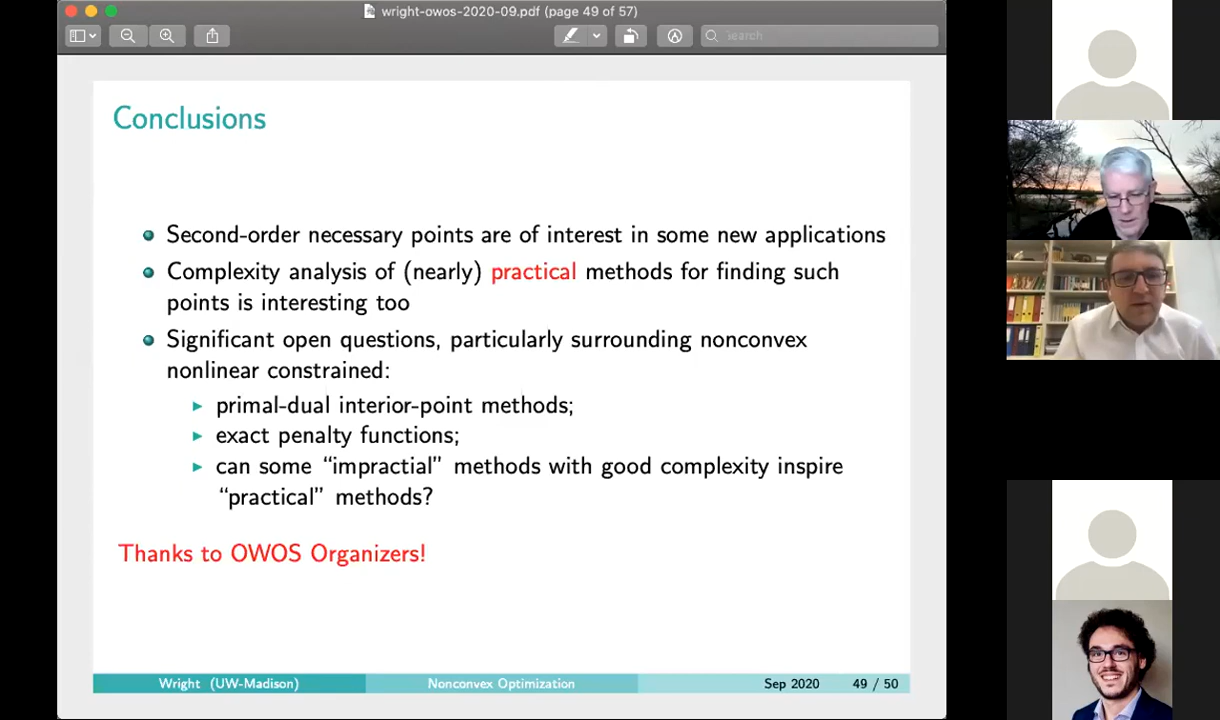 wright-owos-2020-09.pdf (page 49 of 57)
Search
Conclusions
Second-order necessary points are of interest in some new applications
Complexity analysis of (nearly) practical methods for finding such
points is interesting too
Significant open questions, particularly surrounding nonconvex
nonlinear constrained:
primal-dual interior-point methods;
exact penalty functions;
can some “impractial” methods with good complexity inspire
“practical” methods?
Thanks to OWOS Organizers!
Wright (UW-Madison) Nonconvex Optimization Sep 2020 49 / 50